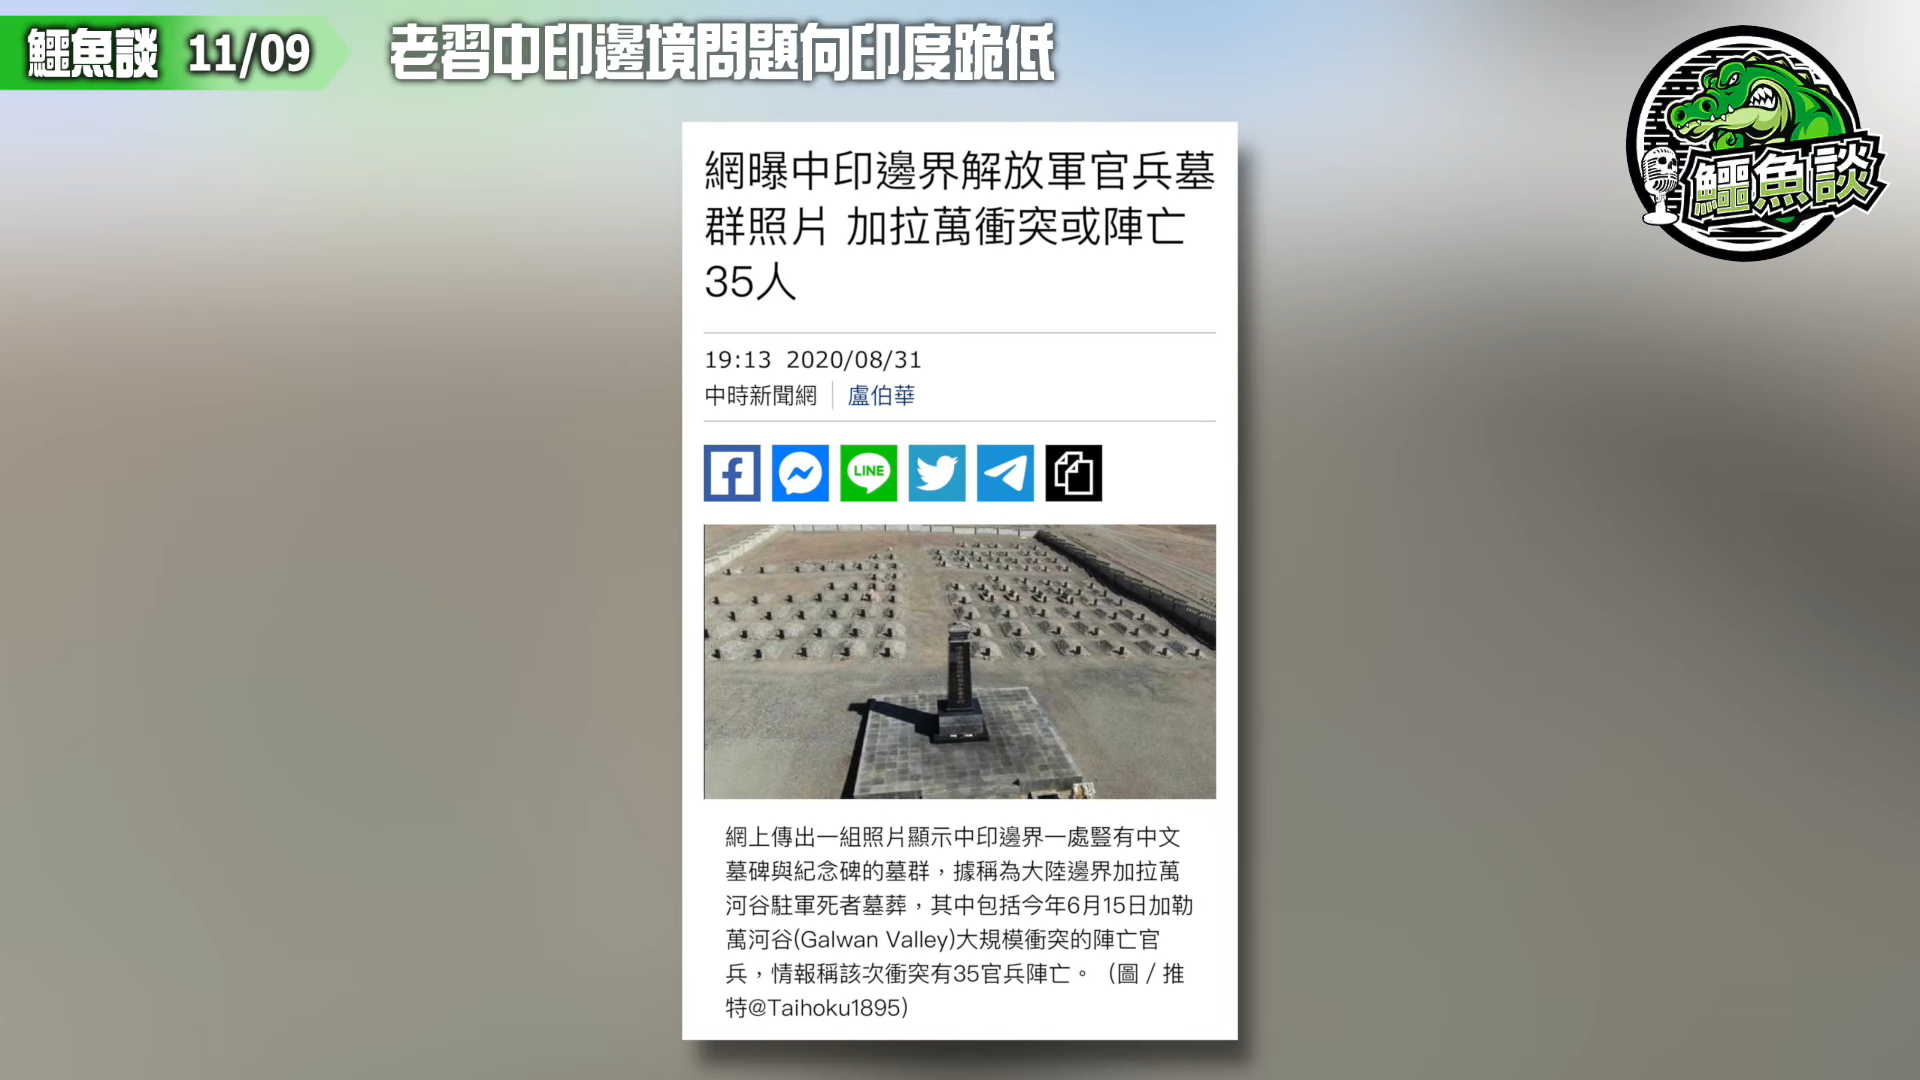 鱷魚談 11/09 老習中印邊境問題向印度跪低
鱷魚談
網曝中印邊界解放軍官兵墓
群照片 加拉萬衝突或陣亡
35人
19:13 2020/08/31
中時新聞網 盧伯華
LINE
網上傳出一組照片顯示中印邊界一處豎有中文
墓碑與紀念碑的墓群，據稱為大陸邊界加拉萬
河谷駐軍死者墓葬，其中包括今年6月15日加勒
萬河谷(Galwan Valley)大規模衝突的陣亡官
兵，情報稱該次衝突有35官兵陣亡。（圖／推
特@Taihoku1895）